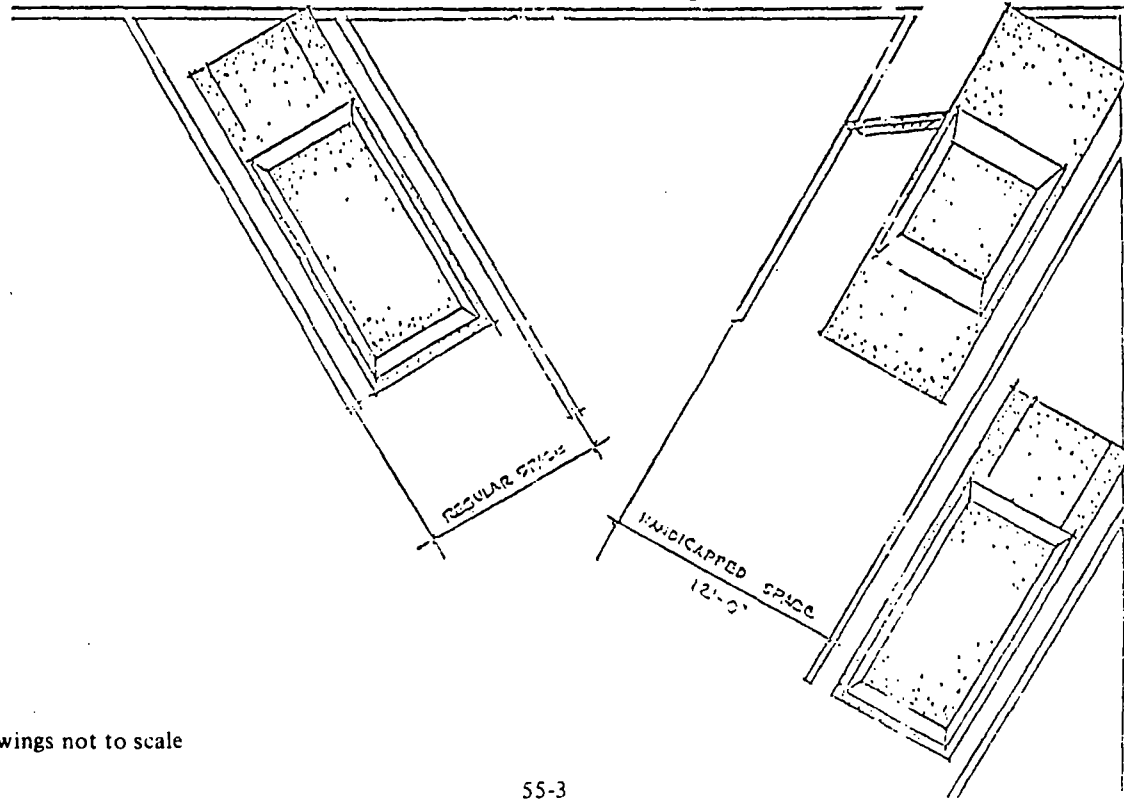 REGULAR SPACE
HANDICAPPED SPACE
12'-0"
wings not to scale
55-3